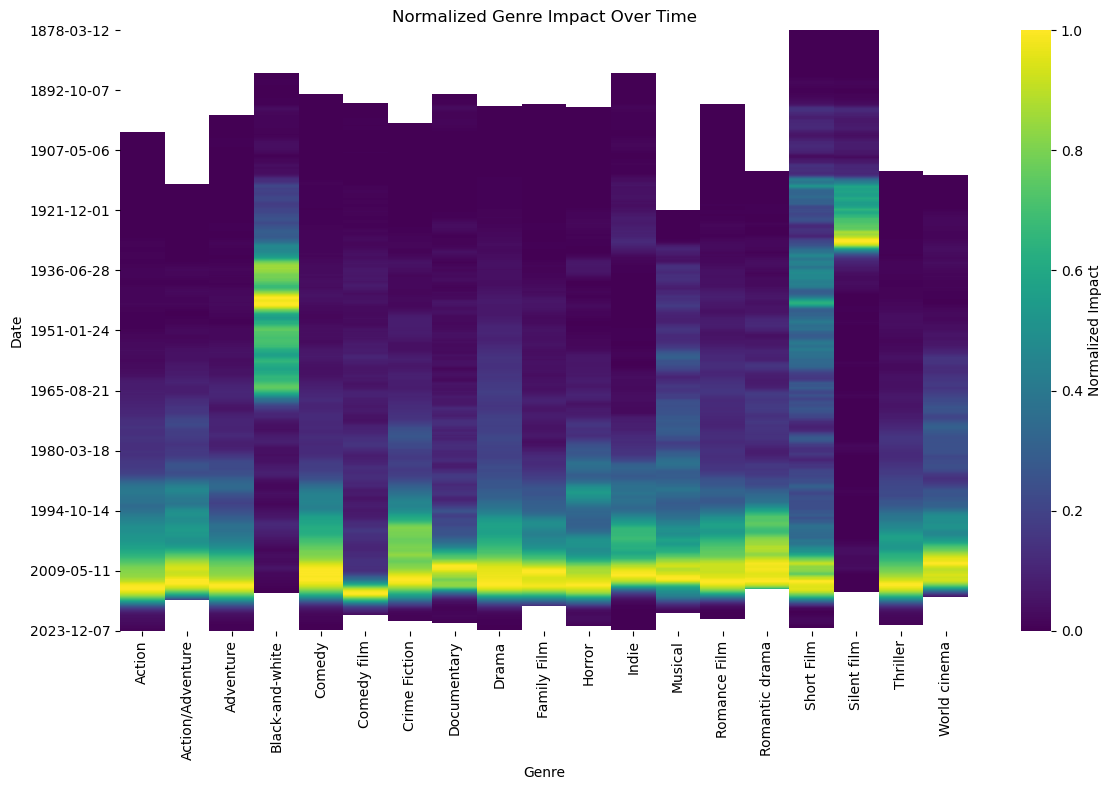 Normalized Genre Impact Over Time
1878-03-12
1892-10-07
1907-05-06
1921-12-01
1936-06-28
1951-01-24
1965-08-21
1980-03-18
1994-10-14
2009-05-11
2023-12-07
Date
Action
Action/Adventure
Adventure
Black-and-white
Comedy
Comedy film
Crime Fiction
Documentary
Drama
Family Film
Horror
Indie
Musical
Romance Film
Romantic drama
Short Film
Silent film
Thriller
World cinema
Genre
1.0
0.8
0.6
0.4
0.2
0.0
Normalized Impact